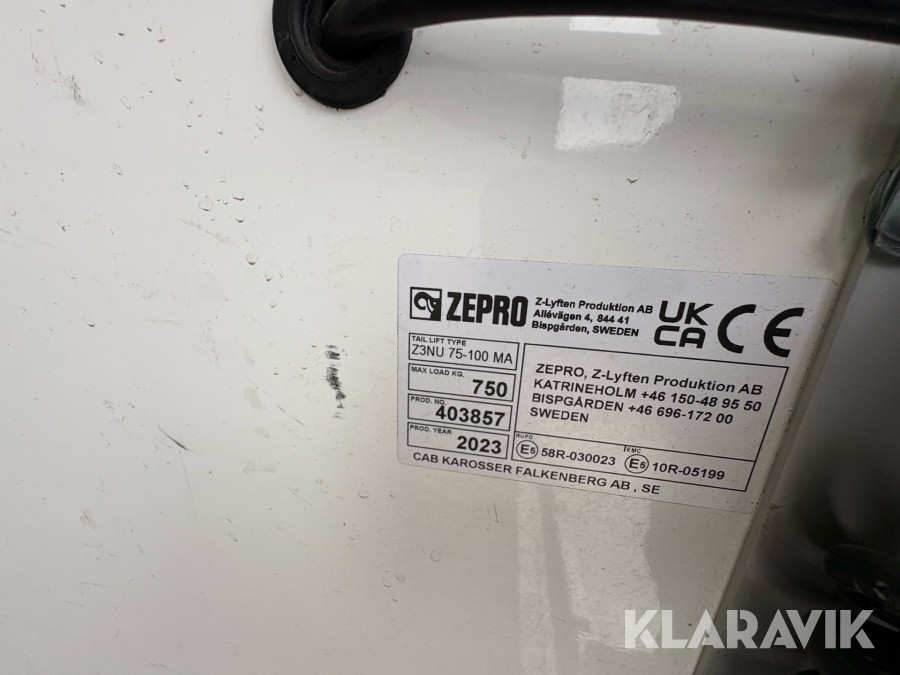 ZEPRO
Z-Lyften Produktion AB
Allévägen 4, 844 41
Bispgården, SWEDEN
UK
CA
CE
TAIL LIFT TYPE
Z3NU 75-100 MA
MAX LOAD KG.
750
PROD. NO.
403857
PROD. YEAR
2023
ZEPRO, Z-Lyften Produktion AB
KATRINEHOLM +46 150-48 95 50
BISPGÅRDEN +46 696-172 00
SWEDEN
RUPD
E5 58R-030023
EMC
E5 10R-05199
CAB KAROSSER FALKENBERG AB , SE
KLARAVIK